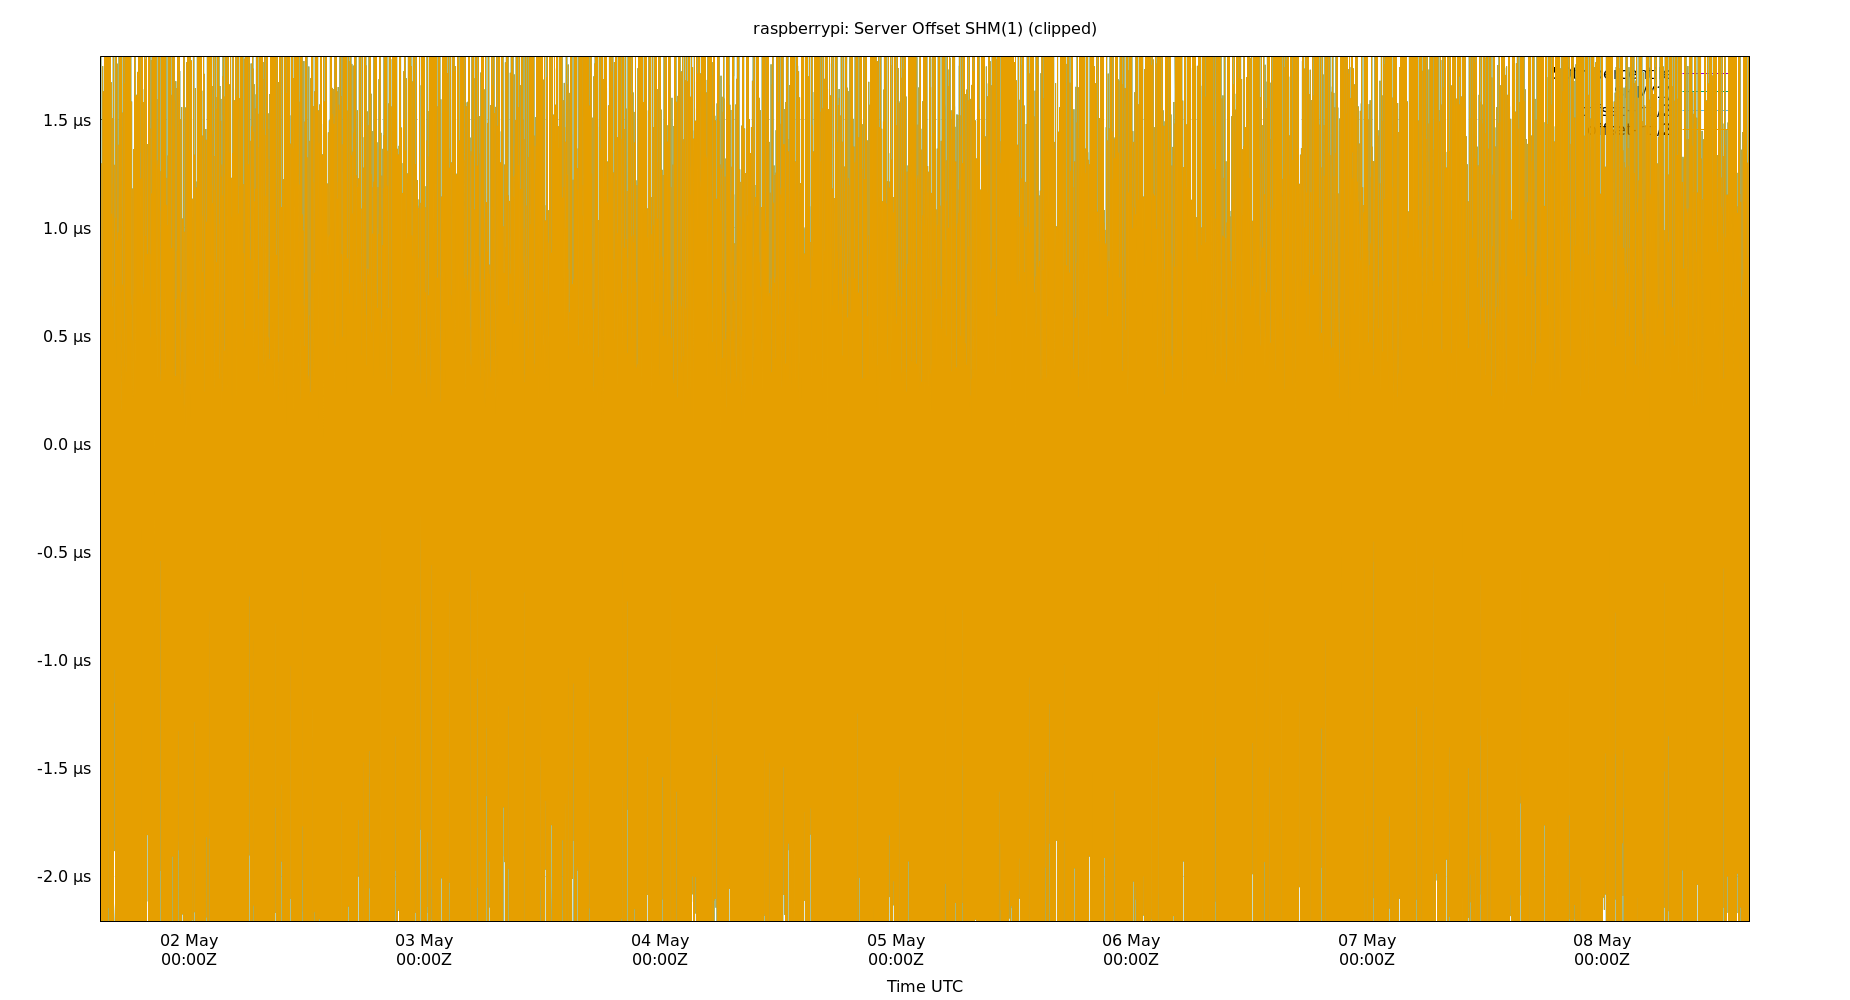 raspberrypi: Server Offset SHM(1) (clipped)
1.5 µs
1.0 µs
0.5 µs
0.0 µs
-0.5 µs
-1.0 µs
-1.5 µs
-2.0 µs
02 May 03 May 04 May 05 May 06 May 07 May 08 May
00:00Z 00:00Z 00:00Z 00:00Z 00:00Z 00:00Z 00:00Z
Time UTC